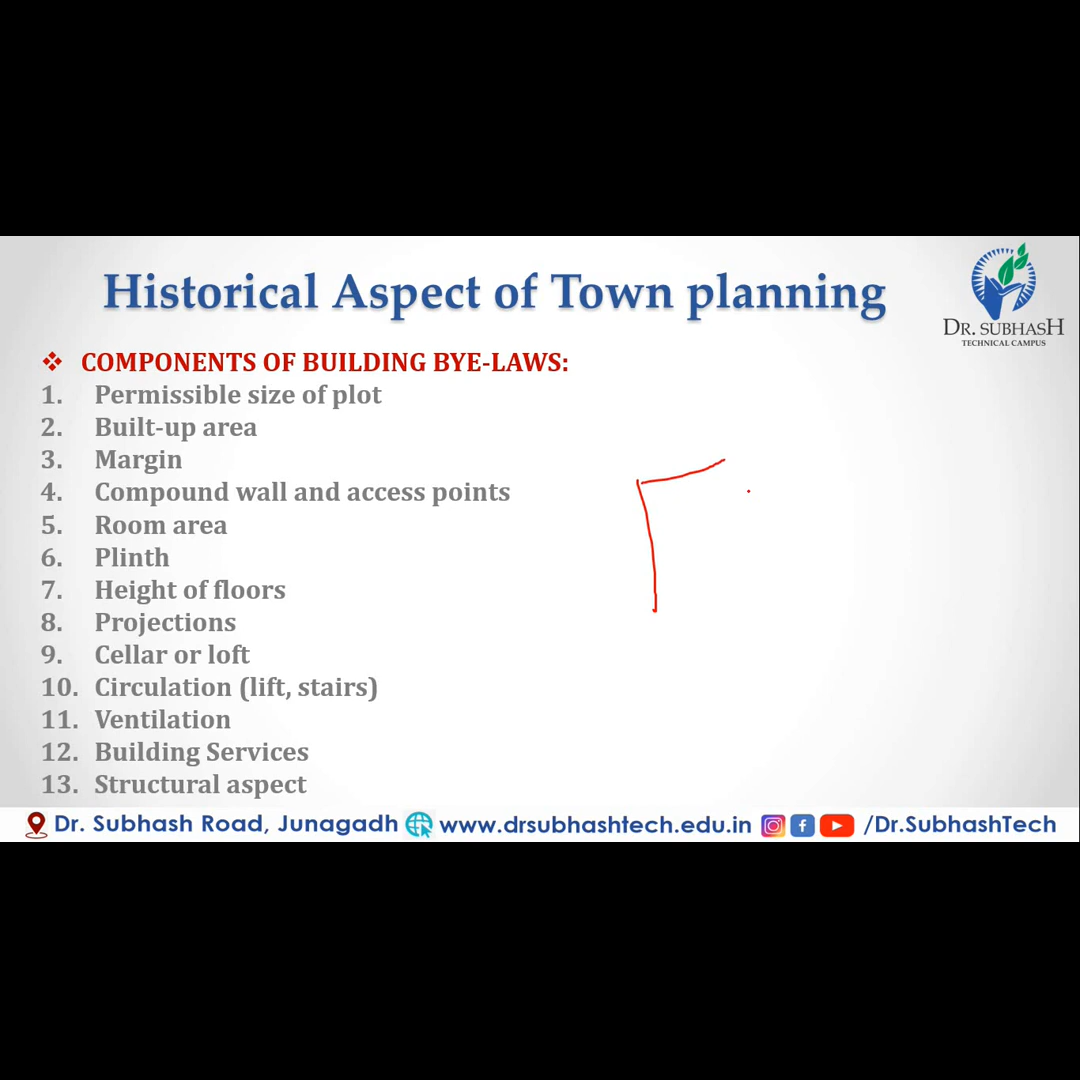 Historical Aspect of Town planning
DR. SUBHASH
TECHNICAL CAMPUS
❖ COMPONENTS OF BUILDING BYE-LAWS:
1. Permissible size of plot
2. Built-up area
3. Margin
4. Compound wall and access points
5. Room area
6. Plinth
7. Height of floors
8. Projections
9. Cellar or loft
10. Circulation (lift, stairs)
11. Ventilation
12. Building Services
13. Structural aspect
Dr. Subhash Road, Junagadh www.drsubhashtech.edu.in /Dr.SubhashTech